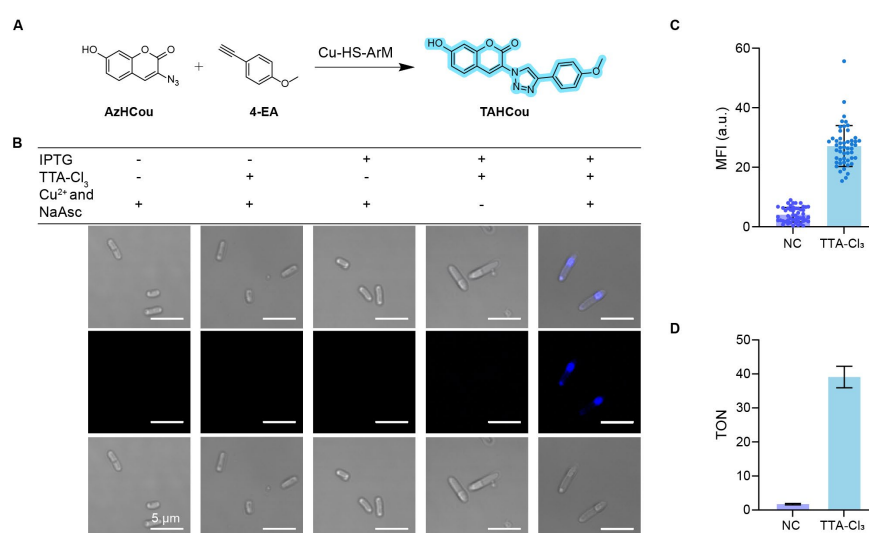 A
HO
O
O
N₃
AzHCou
+
O
4-EA
Cu-HS-ArM
HO
O
O
N
N=N
O
TAHCou
B
IPTG - - + + +
TTA-Cl₃ - + - + +
Cu²⁺ and
NaAsc + + + - +
5 μm
C
MFI (a.u.)
60
40
20
0
NC TTA-Cl₃
D
TON
50
40
30
20
10
0
NC TTA-Cl₃